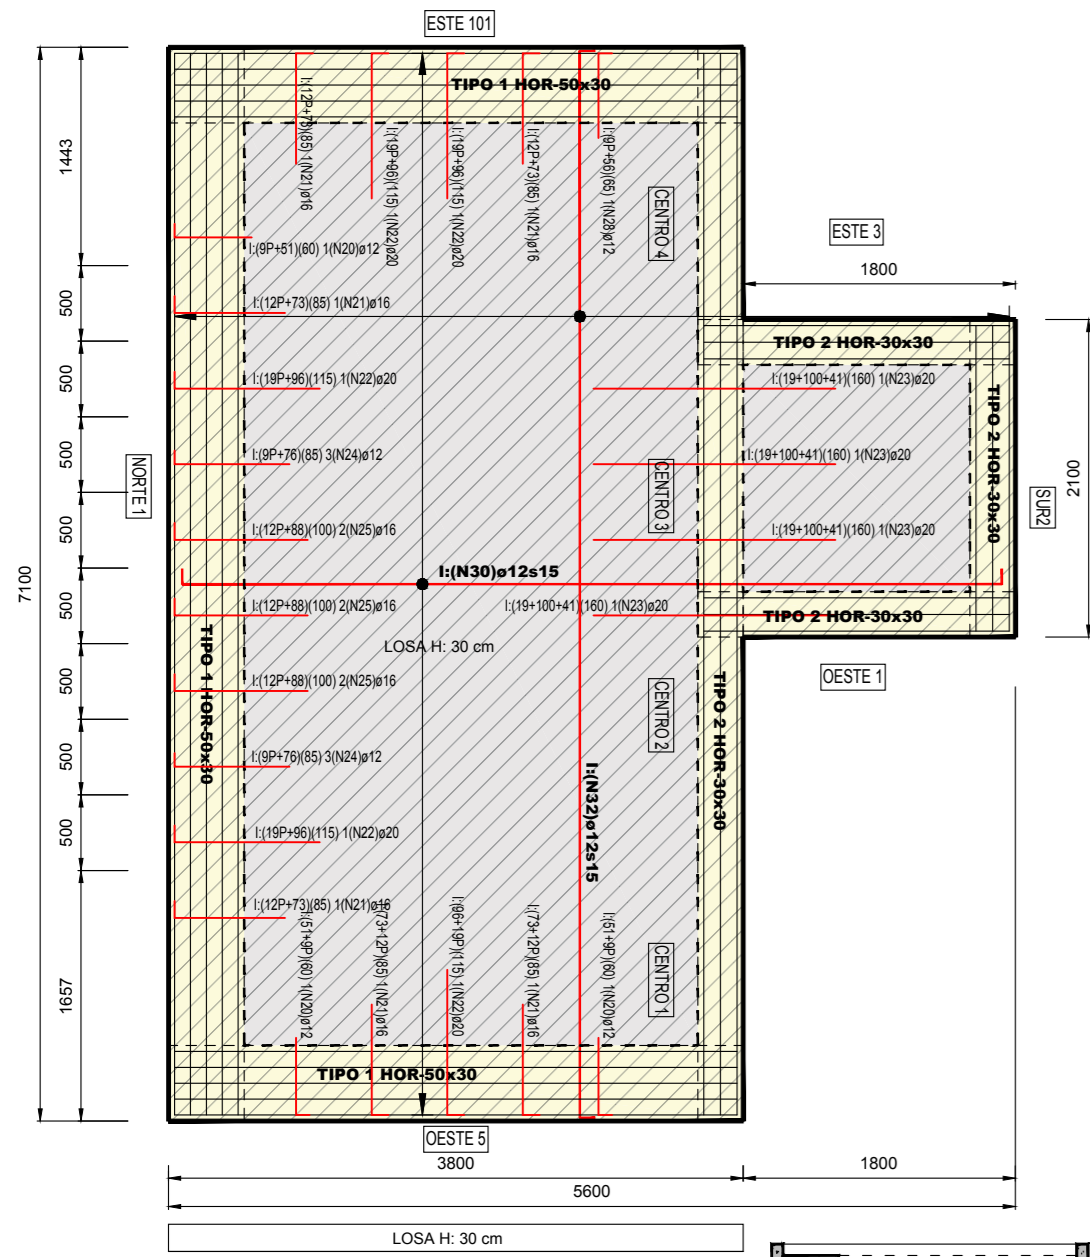 ESTE 101
TIPO 1 HOR-50x30
I:(12P+73)(85) 1(N21)ø16
I:(19P+96)(115) 1(N22)ø20
I:(19P+96)(115) 1(N22)ø20
I:(12P+73)(85) 1(N21)ø16
I:(9P+56)(65) 1(N28)ø12
CENTRO 4
1443
I:(9P+51)(60) 1(N20)ø12
ESTE 3
1800
500
I:(12P+73)(85) 1(N21)ø16
TIPO 2 HOR-30x30
500
I:(19P+96)(115) 1(N22)ø20
I:(19+100+41)(160) 1(N23)ø20
TIPO 2 HOR-30x30
500
NORTE 1
I:(9P+76)(85) 3(N24)ø12
CENTRO 3
I:(19+100+41)(160) 1(N23)ø20
SUR2
2100
500
I:(12P+88)(100) 2(N25)ø16
I:(19+100+41)(160) 1(N23)ø20
7100
I:(N30)ø12s15
500
I:(12P+88)(100) 2(N25)ø16
I:(19+100+41)(160) 1(N23)ø20
TIPO 2 HOR-30x30
LOSA H: 30 cm
TIPO 1 HOR-50x30
500
I:(12P+88)(100) 2(N25)ø16
CENTRO 2
TIPO 2 HOR-30x30
OESTE 1
500
I:(9P+76)(85) 3(N24)ø12
I:(N32)ø12s15
500
I:(19P+96)(115) 1(N22)ø20
I:(12P+73)(85) 1(N21)ø16
I:(51+9P)(60) 1(N20)ø12
I:(73+12P)(85) 1(N21)ø16
I:(96+19P)(115) 1(N22)ø20
I:(73+12P)(85) 1(N21)ø16
I:(51+9P)(60) 1(N20)ø12
CENTRO 1
1657
TIPO 1 HOR-50x30
OESTE 5
3800
1800
5600
LOSA H: 30 cm